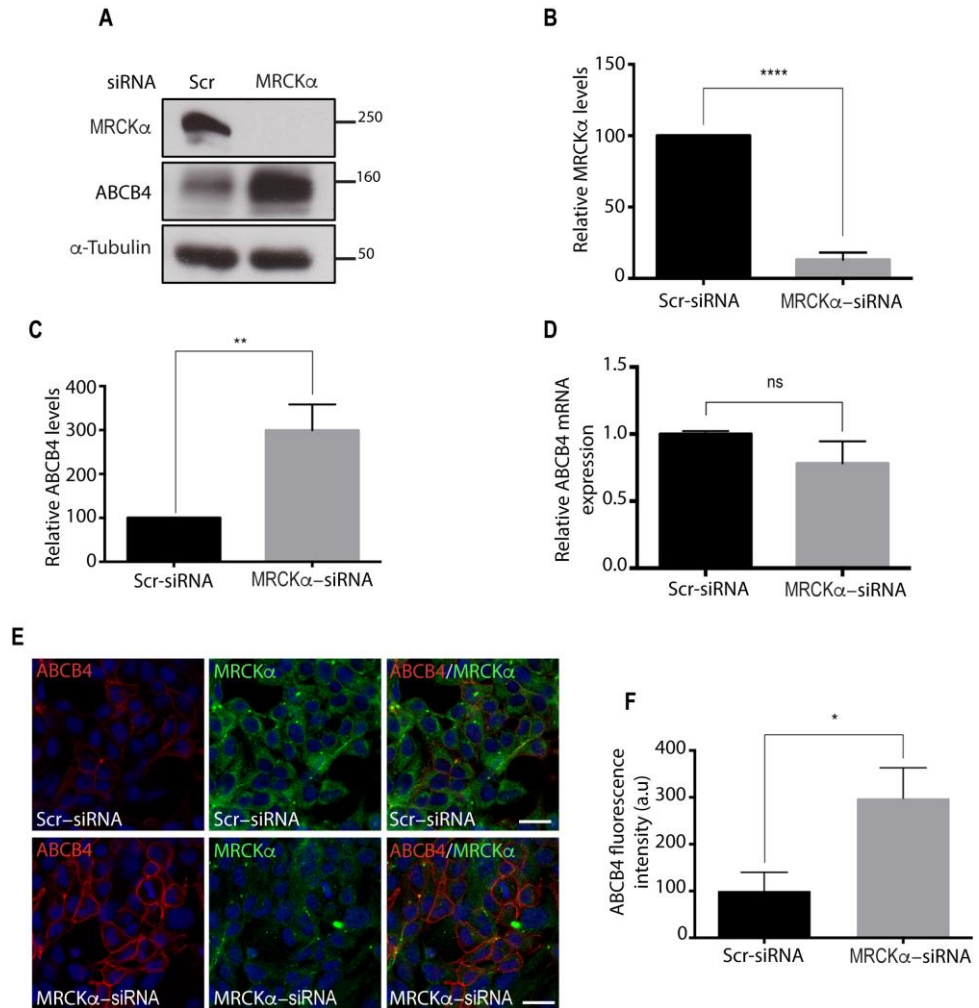 A
siRNA Scr MRCKα
MRCKα
250
ABCB4
160
α-Tubulin
50
B
Relative MRCKα levels
150
100
50
0
****
Scr-siRNA MRCKα–siRNA
C
Relative ABCB4 levels
400
300
200
100
0
**
Scr-siRNA MRCKα–siRNA
D
Relative ABCB4 mRNA
expression
1.5
1.0
0.5
0.0
ns
Scr-siRNA MRCKα–siRNA
E
ABCB4 MRCKα ABCB4/MRCKα
Scr–siRNA Scr–siRNA Scr–siRNA
ABCB4 MRCKα ABCB4/MRCKα
MRCKα–siRNA MRCKα–siRNA MRCKα–siRNA
F
ABCB4 fluorescence
intensity (a.u)
400
300
200
100
0
*
Scr-siRNA MRCKα–siRNA